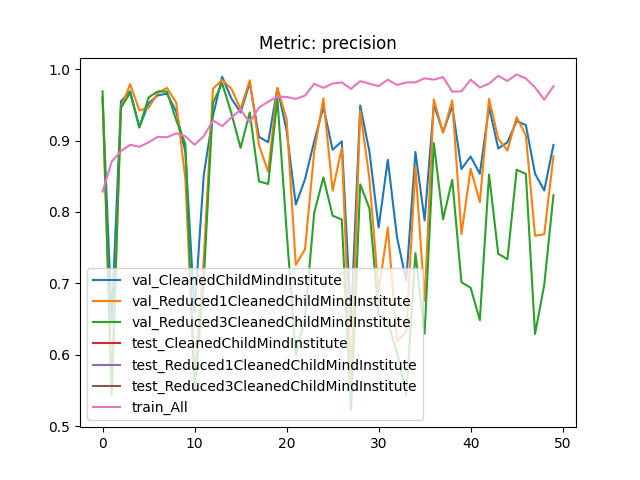 Metric: precision
1.0
0.9
0.8
0.7
0.6
0.5
val_CleanedChildMindInstitute
val_Reduced1CleanedChildMindInstitute
val_Reduced3CleanedChildMindInstitute
test_CleanedChildMindInstitute
test_Reduced1CleanedChildMindInstitute
test_Reduced3CleanedChildMindInstitute
train_All
0 10 20 30 40 50